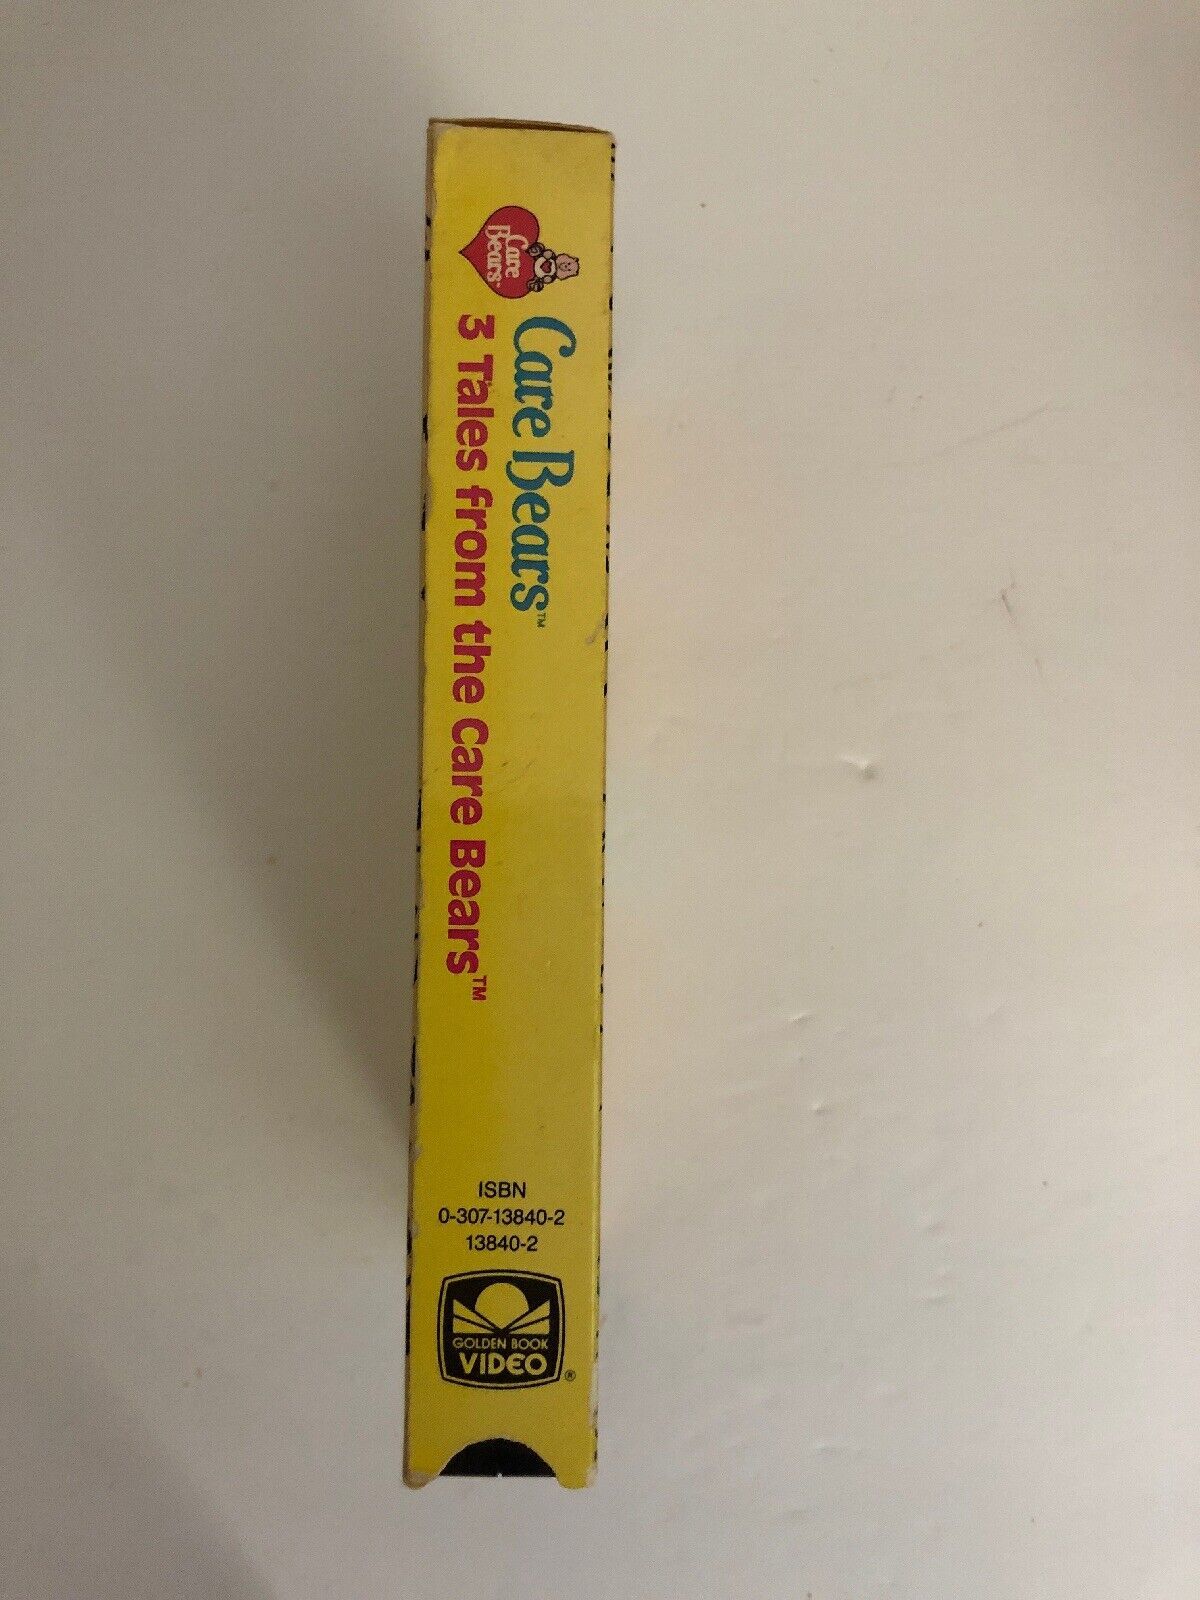 Care
Bears™
Care Bears™
3 Tales from the Care Bears™
ISBN
0-307-13840-2
13840-2
GOLDEN BOOK
VIDEO®